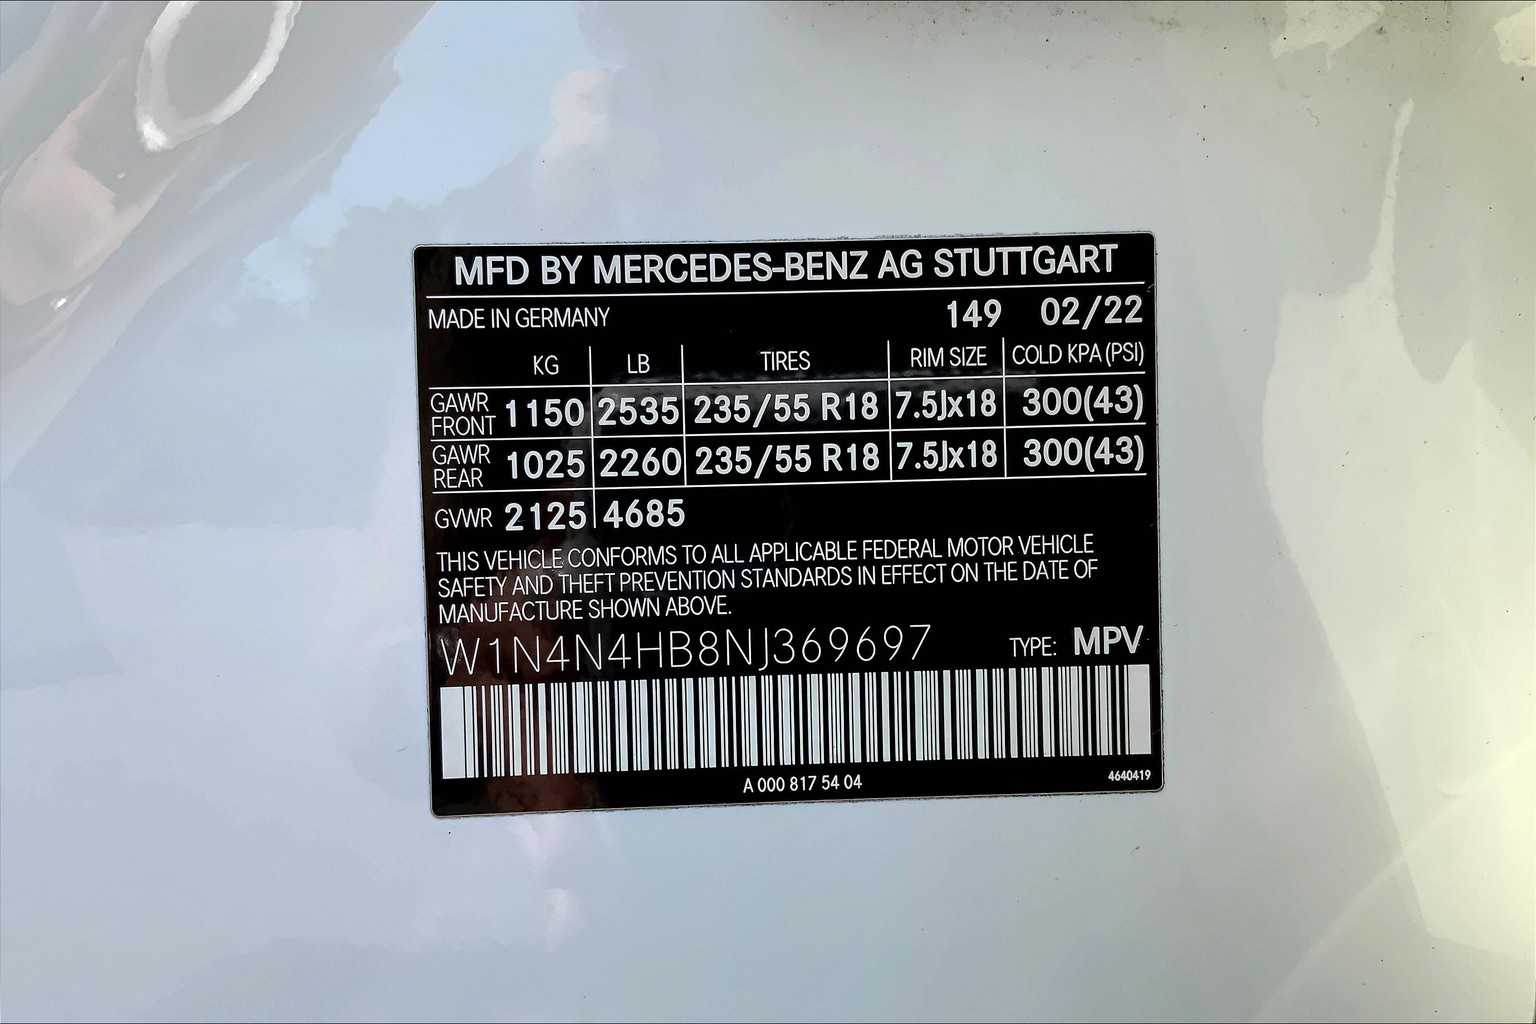 MFD BY MERCEDES-BENZ AG STUTTGART
MADE IN GERMANY 149 02/22
KG LB TIRES RIM SIZE COLD KPA (PSI)
GAWR FRONT 1150 2535 235/55 R18 7.5Jx18 300(43)
GAWR REAR 1025 2260 235/55 R18 7.5Jx18 300(43)
GVWR 2125 4685
THIS VEHICLE CONFORMS TO ALL APPLICABLE FEDERAL MOTOR VEHICLE
SAFETY AND THEFT PREVENTION STANDARDS IN EFFECT ON THE DATE OF
MANUFACTURE SHOWN ABOVE.
W1N4N4HB8NJ369697 TYPE: MPV
A 000 817 54 04 4640419